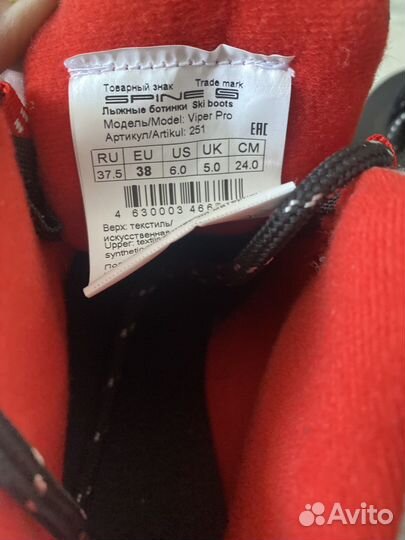 Товарный знак Trade mark
SPINE S
Лыжные ботинки Ski boots
Модель/Model: Viper Pro
Артикул/Artikul: 251
EAC
RU EU US UK CM
37.5 38 6.0 5.0 24.0
4 630003 466
Верх: текстиль/
искусственная
Upper: textile
synthetic
Avito